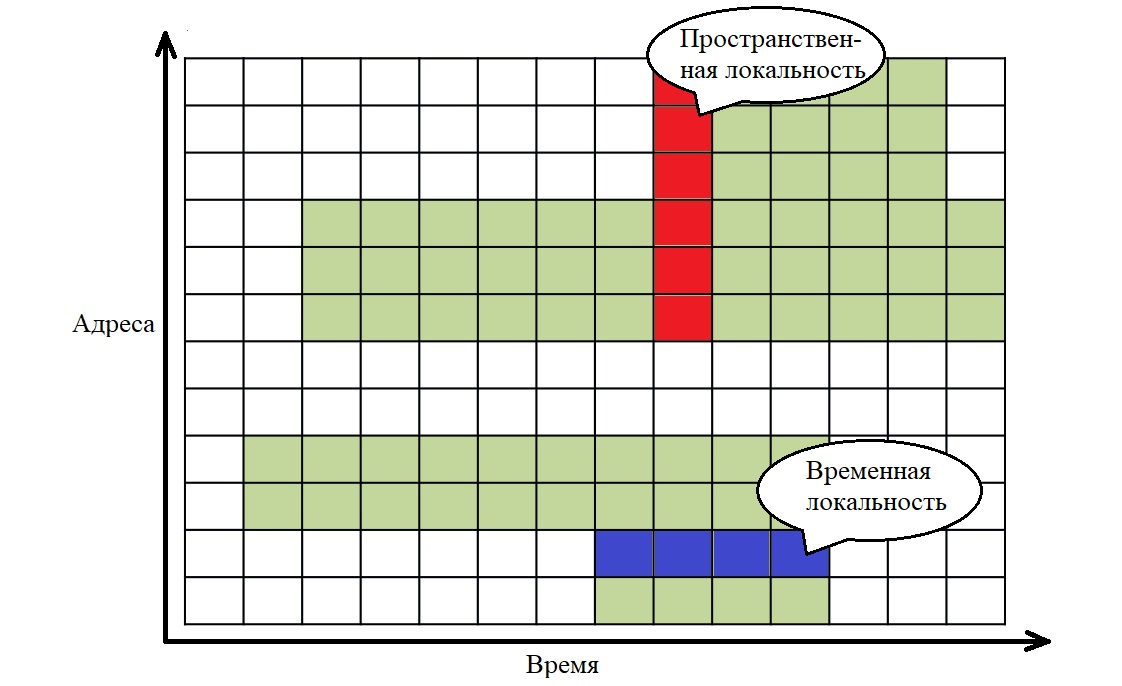 Пространствен-
ная локальность
Адреса
Временная
локальность
Время